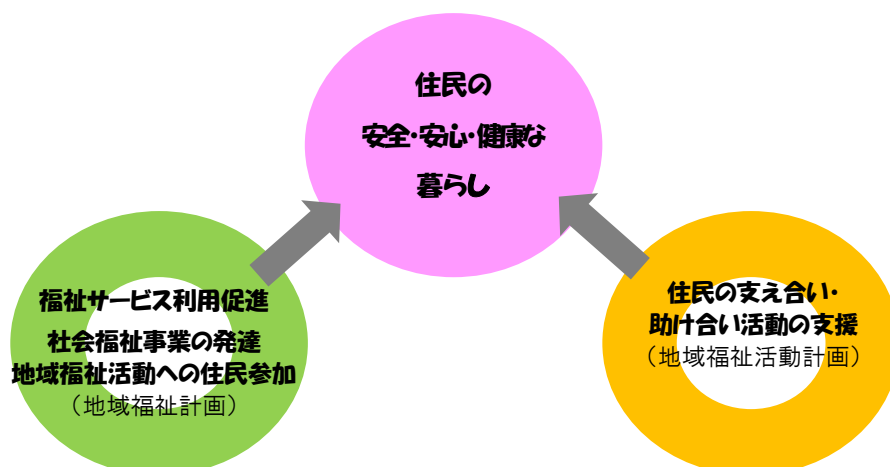 住民の
安全・安心・健康な
暮らし
福祉サービス利用促進
社会福祉事業の発達
地域福祉活動への住民参加
（地域福祉計画）
住民の支え合い・
助け合い活動の支援
（地域福祉活動計画）